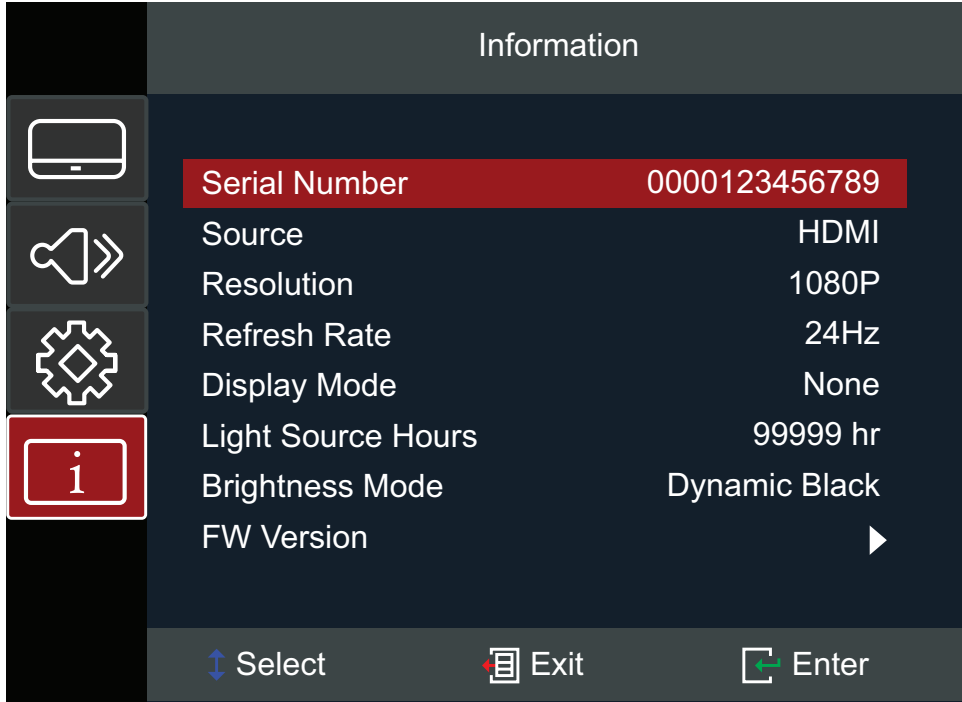 Information
Serial Number 0000123456789
Source HDMI
Resolution 1080P
Refresh Rate 24Hz
Display Mode None
Light Source Hours 99999 hr
Brightness Mode Dynamic Black
FW Version
i
Select Exit Enter